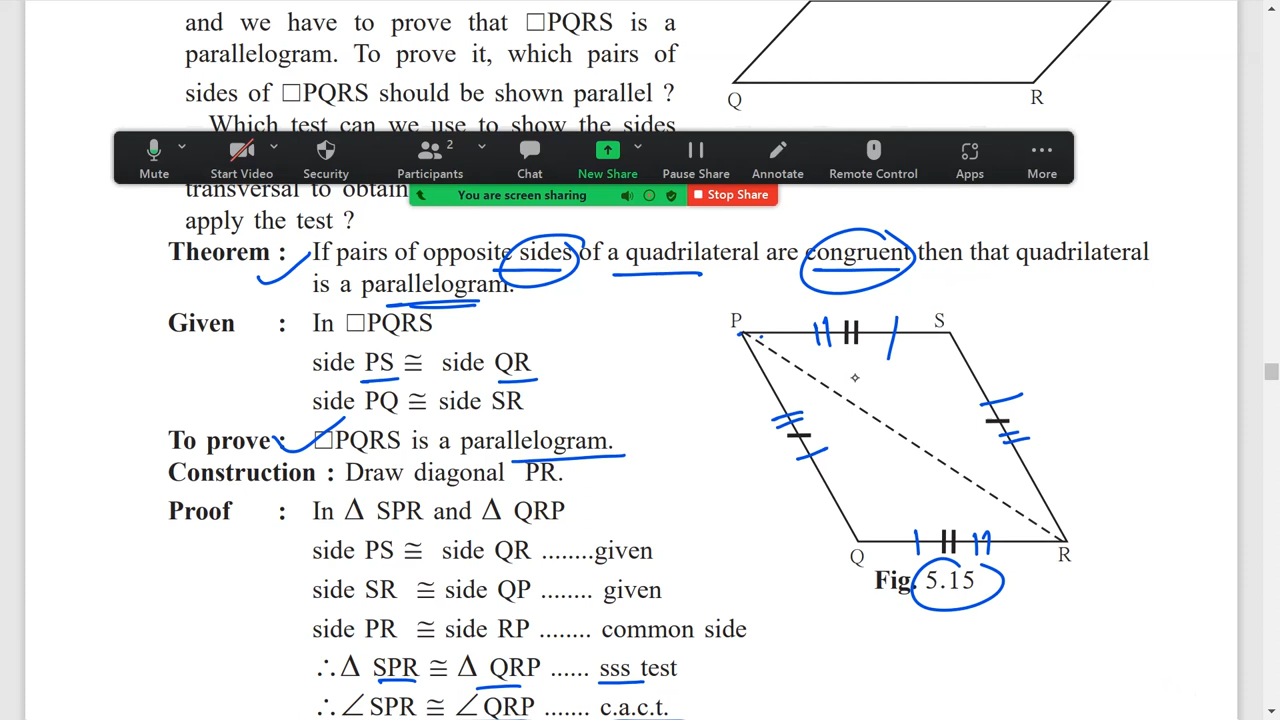 and we have to prove that □PQRS is a
parallelogram. To prove it, which pairs of
sides of □PQRS should be shown parallel ?
Q R
Which test can we use to show the sides
2
Mute Start Video Security Participants Chat New Share Pause Share Annotate Remote Control Apps More
transversal to obtain
You are screen sharing Stop Share
apply the test ?
Theorem : If pairs of opposite sides of a quadrilateral are congruent then that quadrilateral
is a parallelogram.
Given : In □PQRS
side PS ≅ side QR
side PQ ≅ side SR
To prove : □PQRS is a parallelogram.
Construction : Draw diagonal PR.
Proof : In Δ SPR and Δ QRP
side PS ≅ side QR ........given
side SR ≅ side QP ........ given
side PR ≅ side RP ........ common side
∴Δ SPR ≅ Δ QRP ...... sss test
∴∠SPR ≅ ∠QRP ....... c.a.c.t.
P S
Q R
Fig. 5.15